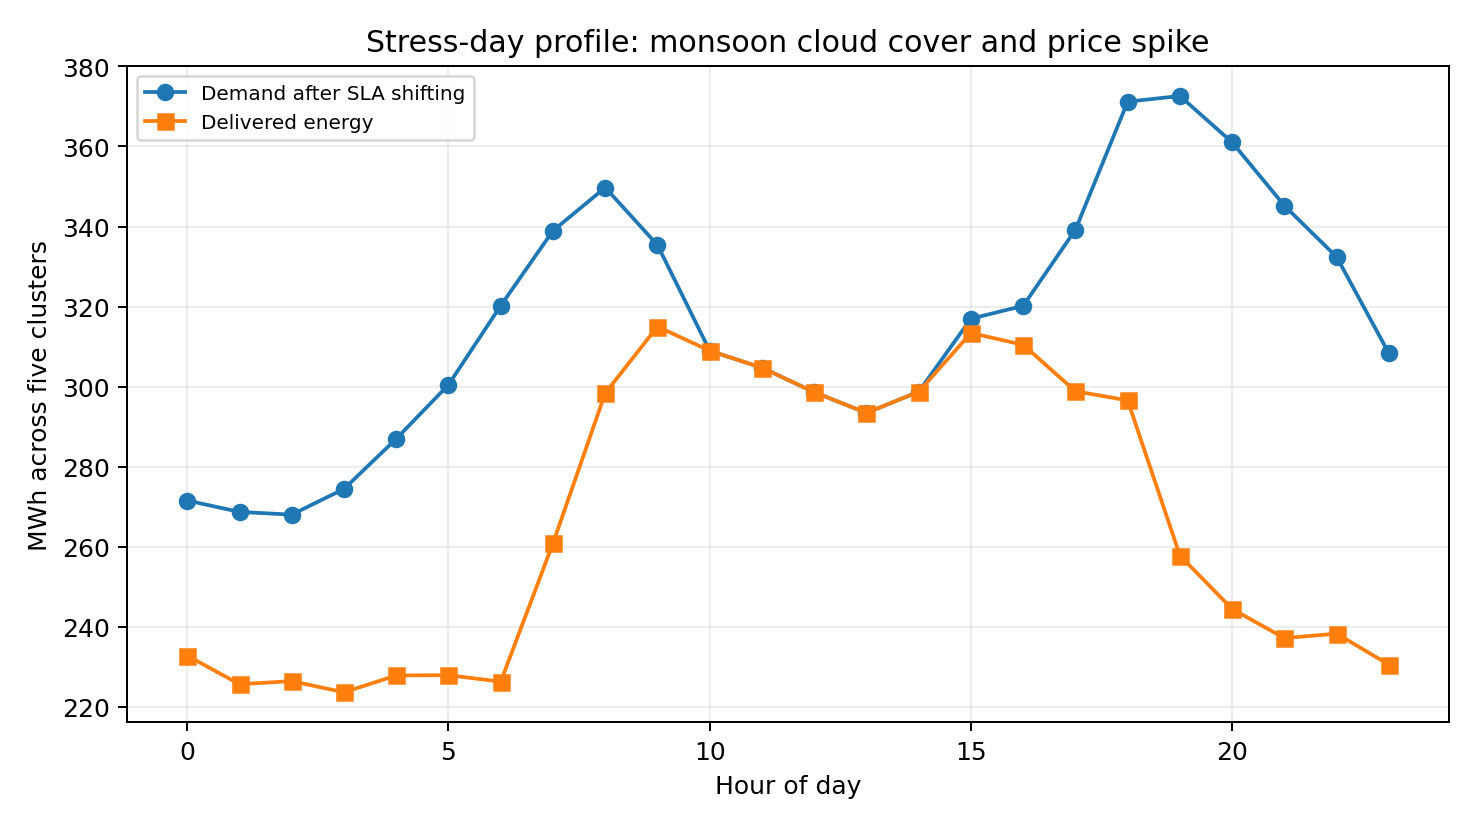 Stress-day profile: monsoon cloud cover and price spike
Demand after SLA shifting
Delivered energy
MWh across five clusters
380
360
340
320
300
280
260
240
220
0
5
10
15
20
Hour of day